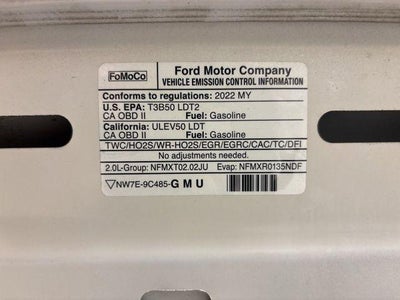 FoMoCo
Ford Motor Company
VEHICLE EMISSION CONTROL INFORMATION
Conforms to regulations: 2022 MY
U.S. EPA: T3B50 LDT2
CA OBD II Fuel: Gasoline
California: ULEV50 LDT
CA OBD II Fuel: Gasoline
TWC/HO2S/WR-HO2S/EGR/EGRC/CAC/TC/DFI
No adjustments needed.
2.0L-Group: NFMXT02.02JU Evap: NFMXR0135NDF
NW7E-9C485-GMU